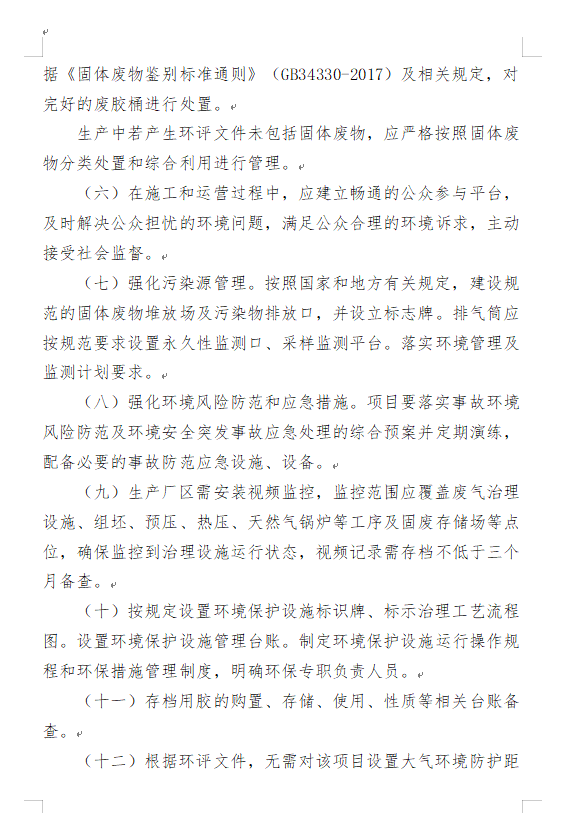 据《固体废物鉴别标准通则》（GB34330-2017）及相关规定，对
完好的废胶桶进行处置。
生产中若产生环评文件未包括固体废物，应严格按照固体废
物分类处置和综合利用进行管理。
（六）在施工和运营过程中，应建立畅通的公众参与平台，
及时解决公众担忧的环境问题，满足公众合理的环境诉求，主动
接受社会监督。
（七）强化污染源管理。按照国家和地方有关规定，建设规
范的固体废物堆放场及污染物排放口，并设立标志牌。排气筒应
按规范要求设置永久性监测口、采样监测平台。落实环境管理及
监测计划要求。
（八）强化环境风险防范和应急措施。项目要落实事故环境
风险防范及环境安全突发事故应急处理的综合预案并定期演练，
配备必要的事故防范应急设施、设备。
（九）生产厂区需安装视频监控，监控范围应覆盖废气治理
设施、组坯、预压、热压、天然气锅炉等工序及固废存储场等点
位，确保监控到治理设施运行状态，视频记录需存档不低于三个
月备查。
（十）按规定设置环境保护设施标识牌、标示治理工艺流程
图。设置环境保护设施管理台账。制定环境保护设施运行操作规
程和环保措施管理制度，明确环保专职负责人员。
（十一）存档用胶的购置、存储、使用、性质等相关台账备
查。
（十二）根据环评文件，无需对该项目设置大气环境防护距